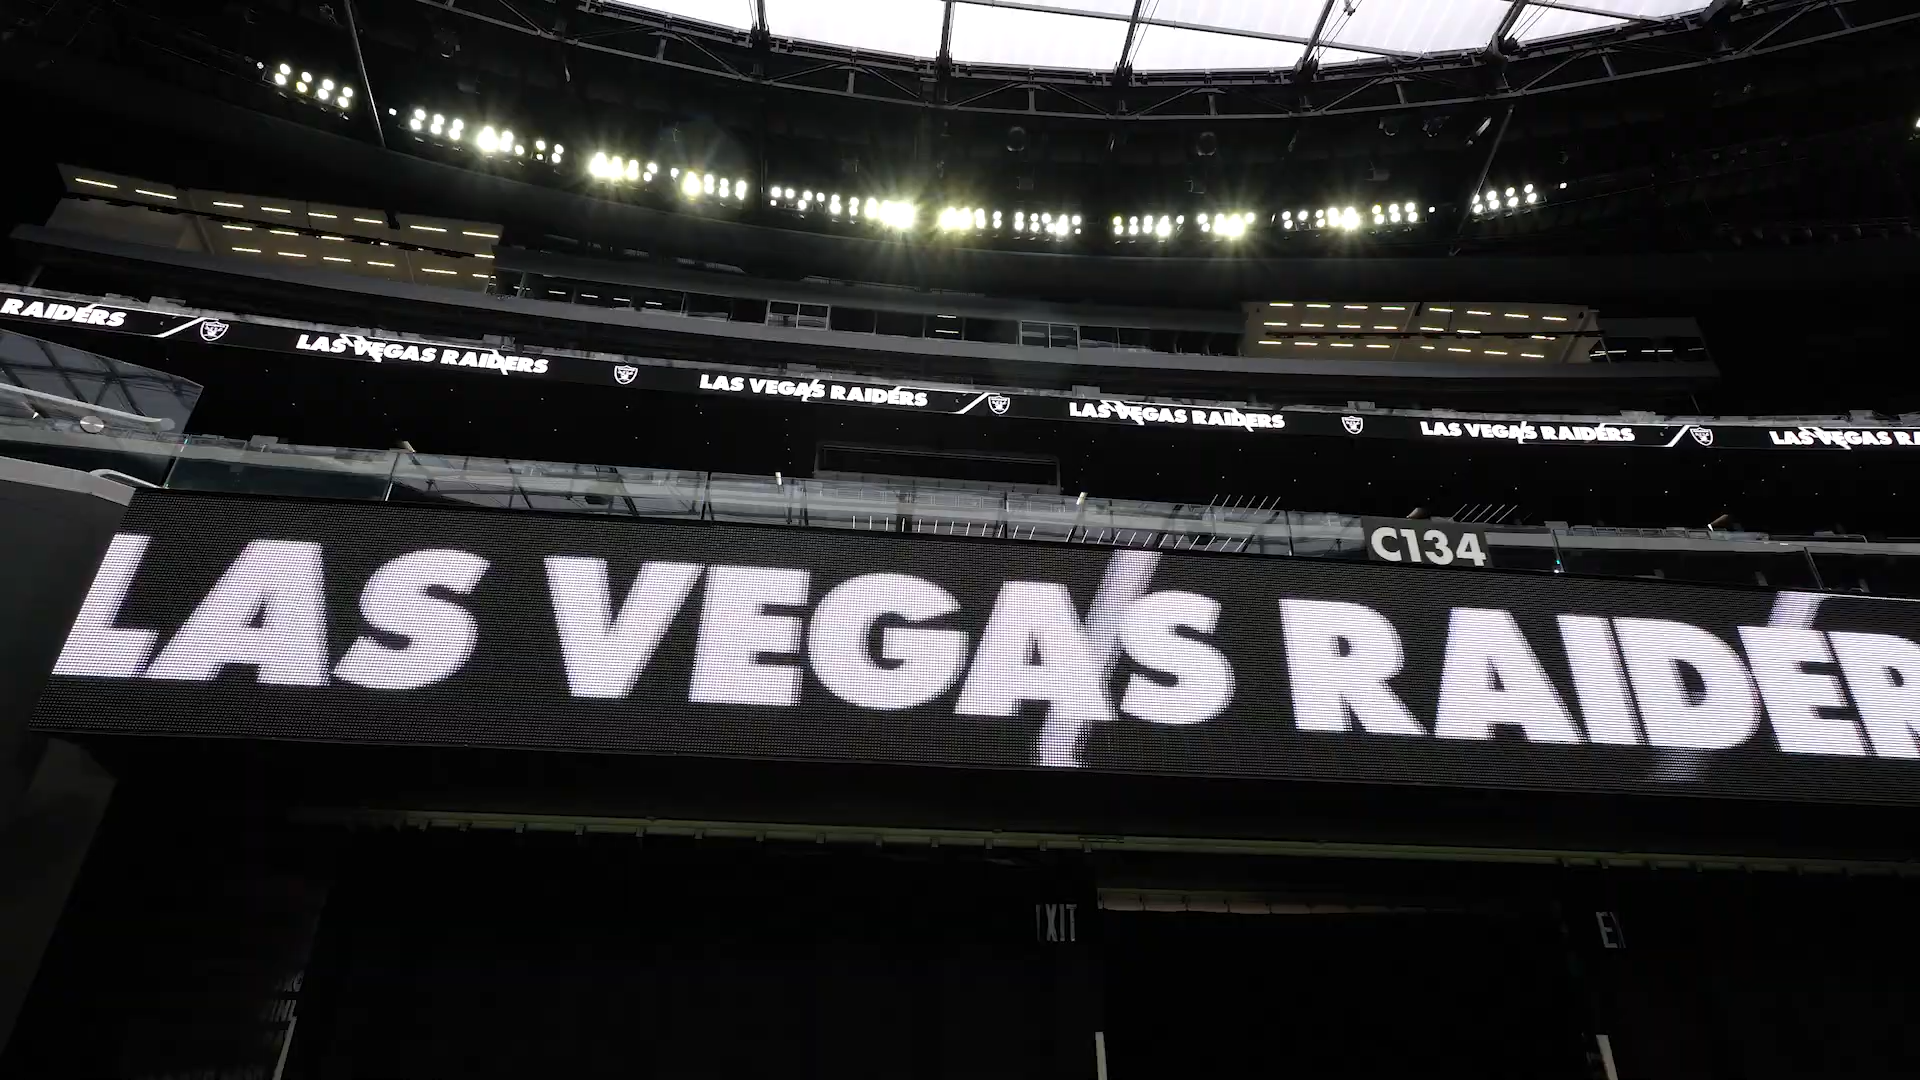 RAIDERS
LAS VEGAS RAIDERS
LAS VEGAS RAIDERS
LAS VEGAS RAIDERS
LAS VEGAS RAIDERS
LAS VEGAS RA
C134
LAS VEGAS RAIDER
EXIT